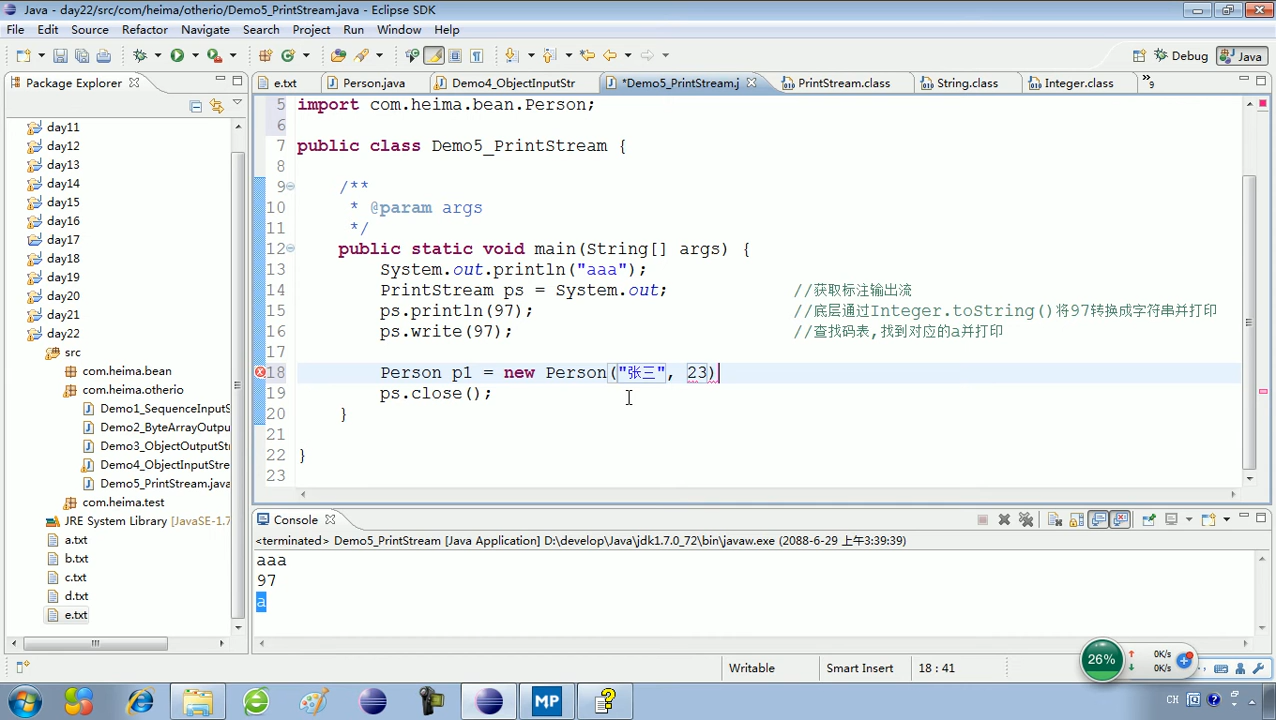 Java - day22/src/com/heima/otherio/Demo5_PrintStream.java - Eclipse SDK
File Edit Source Refactor Navigate Search Project Run Window Help
Debug Java
Package Explorer
e.txt Person.java Demo4_ObjectInputStr *Demo5_PrintStream.j PrintStream.class String.class Integer.class »9
day11
day12
day13
day14
day15
day16
day17
day18
day19
day20
day21
day22
src
com.heima.bean
com.heima.otherio
Demo1_SequenceInput
Demo2_ByteArrayOutpu
Demo3_ObjectOutputSt
Demo4_ObjectInputStre
Demo5_PrintStream.java
com.heima.test
JRE System Library [JavaSE-1.7
a.txt
b.txt
c.txt
d.txt
e.txt
5 import com.heima.bean.Person;
6
7 public class Demo5_PrintStream {
8
9 /**
10 * @param args
11 */
12 public static void main(String[] args) {
13 System.out.println("aaa");
14 PrintStream ps = System.out; //获取标注输出流
15 ps.println(97); //底层通过Integer.toString()将97转换成字符串并打印
16 ps.write(97); //查找码表,找到对应的a并打印
17
18 Person p1 = new Person("张三", 23)
19 ps.close();
20 }
21
22 }
23
Console
<terminated> Demo5_PrintStream [Java Application] D:\develop\Java\jdk1.7.0_72\bin\javaw.exe (2088-6-29 上午3:39:39)
aaa
97
a
Writable Smart Insert 18 : 41
26% 0K/s
0K/s
MP CH